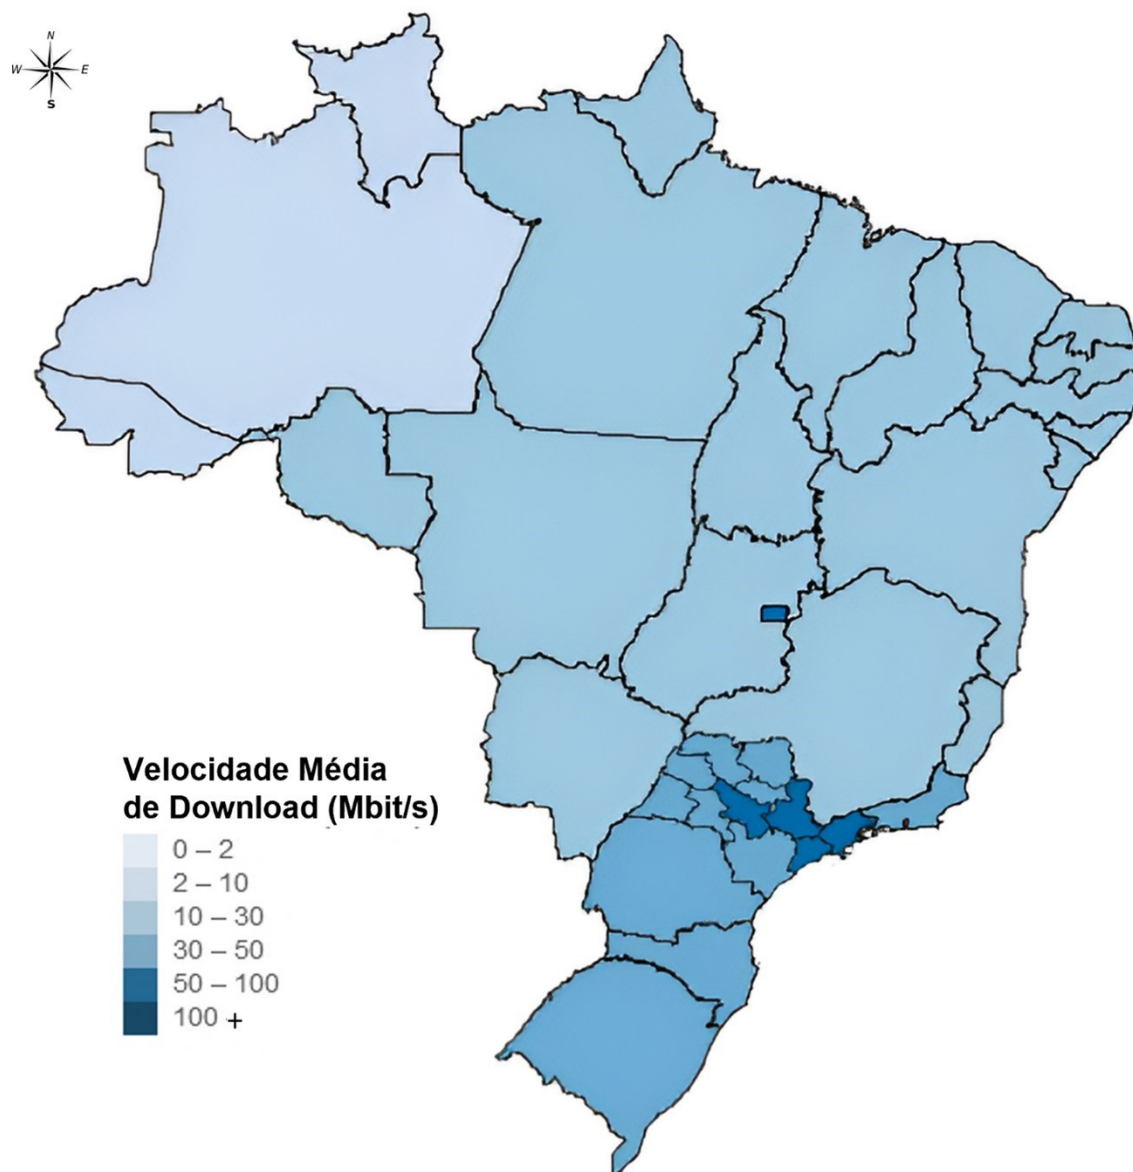 N
W E
S
Velocidade Média
de Download (Mbit/s)
0 – 2
2 – 10
10 – 30
30 – 50
50 – 100
100 +